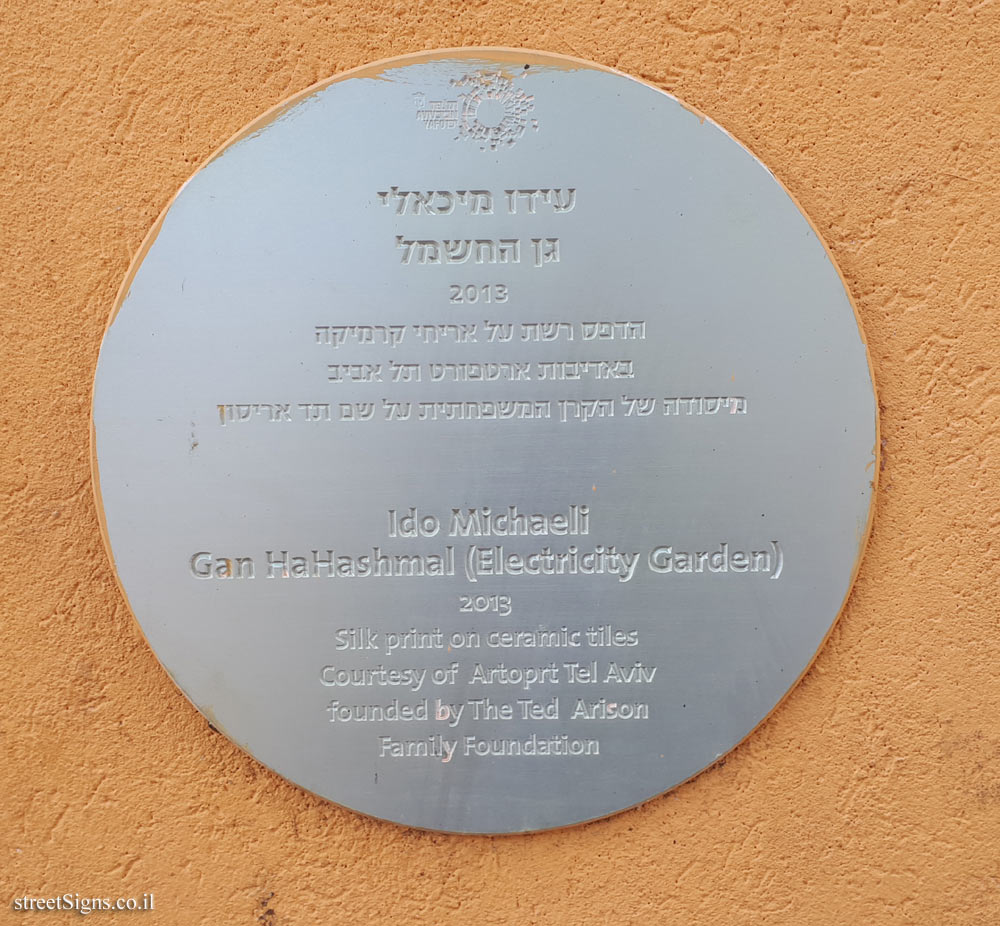 עידו מיכאלי
גן החשמל
2013
הדפס רשת על אריחי קרמיקה
באדיבות ארטפורט תל אביב
מיסודה של הקרן המשפחתית על שם תד אריסון
Ido Michaeli
Gan HaHashmal (Electricity Garden)
2013
Silk print on ceramic tiles
Courtesy of Artoprt Tel Aviv
founded by The Ted Arison
Family Foundation
streetSigns.co.il